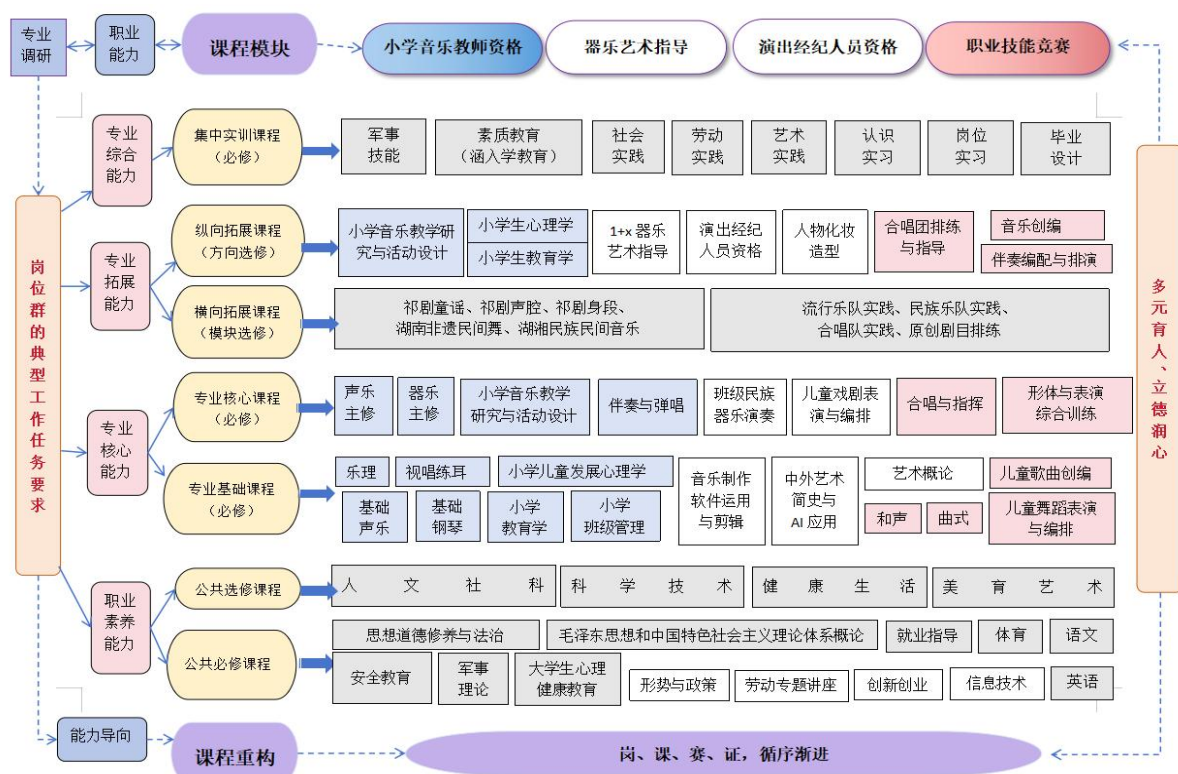 专业
调研
职业
能力
课程模块
小学音乐教师资格
器乐艺术指导
演出经纪人员资格
职业技能竞赛
岗位群的典型工作任务要求
专业
综合
能力
集中实训课程
（必修）
军事
技能
素质教育
（涵入学教育）
社会
实践
劳动
实践
艺术
实践
认识
实习
岗位
实习
毕业
设计
专业
拓展
能力
纵向拓展课程
（方向选修）
小学音乐教学研
究与活动设计
小学生心理学
小学生教育学
1+x 器乐
艺术指导
演出经纪
人员资格
人物化妆
造型
合唱团排练
与指导
音乐创编
伴奏编配与排演
横向拓展课程
（模块选修）
祁剧童谣、祁剧声腔、祁剧身段、
湖南非遗民间舞、湖湘民族民间音乐
流行乐队实践、民族乐队实践、
合唱队实践、原创剧目排练
专业
核心
能力
专业核心课程
（必修）
声乐
主修
器乐
主修
小学音乐教学
研究与活动设计
伴奏与弹唱
班级民族
器乐演奏
儿童戏剧表
演与编排
合唱与指挥
形体与表演
综合训练
专业基础课程
（必修）
乐理
视唱练耳
小学儿童发展心理学
基础
声乐
基础
钢琴
小学
教育学
小学
班级管理
音乐制作
软件运用
与剪辑
中外艺术
简史与
AI 应用
艺术概论
和声
曲式
儿童歌曲创编
儿童舞蹈表演
与编排
职业
素养
能力
公共选修课程
人文社科
科学技术
健康生活
美育艺术
公共必修课程
思想道德修养与法治
毛泽东思想和中国特色社会主义理论体系概论
就业指导
体育
语文
安全教育
军事
理论
大学生心理
健康教育
形势与政策
劳动专题讲座
创新创业
信息技术
英语
多元育人、立德润心
能力导向
课程重构
岗、课、赛、证，循序渐进